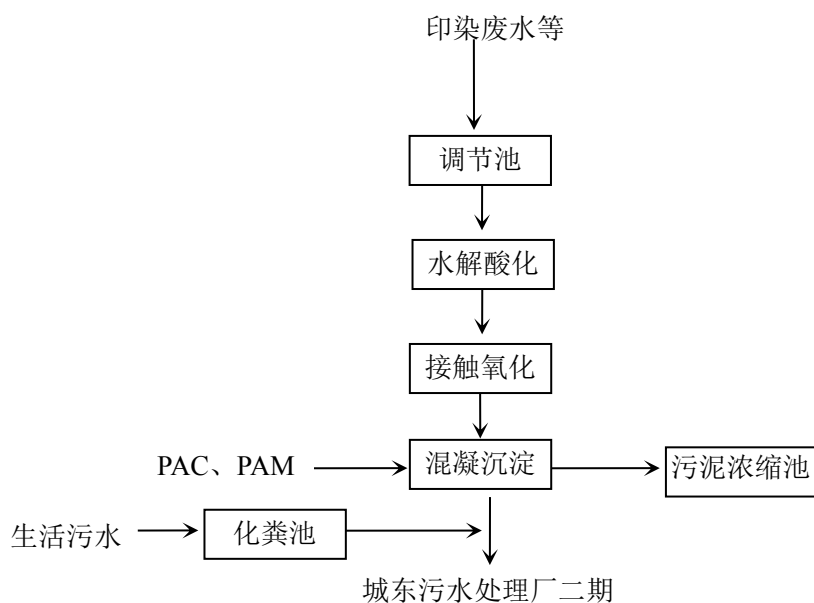 印染废水等
调节池
水解酸化
接触氧化
PAC、PAM
混凝沉淀
污泥浓缩池
生活污水
化粪池
城东污水处理厂二期